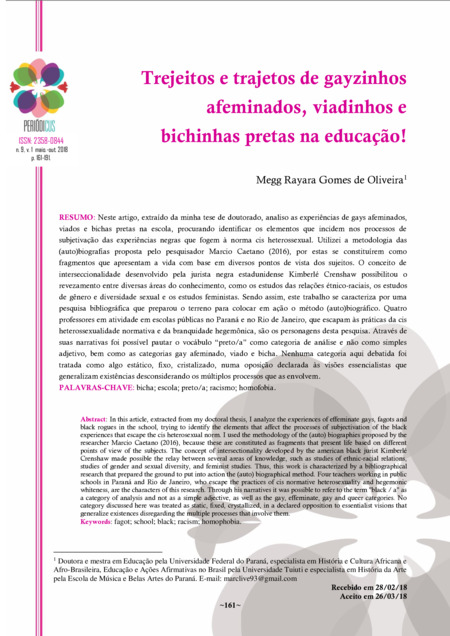 PERIÓDICUS
ISSN: 2358-0844
n. 9, v. 1 maio.-out. 2018
p. 161-191.
Trejeitos e trajetos de gayzinhos
afeminados, viadinhos e
bichinhas pretas na educação!
Megg Rayara Gomes de Oliveira¹
RESUMO: Neste artigo, extraído da minha tese de doutorado, analiso as experiências de gays afeminados,
viados e bichas pretas na escola, procurando identificar os elementos que incidem nos processos de
subjetivação das experiências negras que fogem à norma cis heterossexual. Utilizei a metodologia das
(auto)biografias proposta pelo pesquisador Marcio Caetano (2016), por estas se constituírem como
fragmentos que apresentam a vida com base em diversos pontos de vista dos sujeitos. O conceito de
interseccionalidade desenvolvido pela jurista negra estadunidense Kimberlé Crenshaw possibilitou o
revezamento entre diversas áreas do conhecimento, como os estudos das relações étnico-raciais, os estudos
de gênero e diversidade sexual e os estudos feministas. Sendo assim, este trabalho se caracteriza por uma
pesquisa bibliográfica que preparou o terreno para colocar em ação o método (auto)biográfico. Quatro
professores em atividade em escolas públicas no Paraná e no Rio de Janeiro, que escapam às práticas da cis
heterossexualidade normativa e da branquidade hegemônica, são os personagens desta pesquisa. Através de
suas narrativas foi possível pautar o vocábulo “preto/a” como categoria de análise e não como simples
adjetivo, bem como as categorias gay afeminado, viado e bicha. Nenhuma categoria aqui debatida foi
tratada como algo estático, fixo, cristalizado, numa oposição declarada às visões essencialistas que
generalizam existências desconsiderando os múltiplos processos que as envolvem.
PALAVRAS-CHAVE: bicha; escola; preto/a; racismo; homofobia.
Abstract: In this article, extracted from my doctoral thesis, I analyze the experiences of effeminate gays, fagots and
black rogues in the school, trying to identify the elements that affect the processes of subjectivation of the black
experiences that escape the cis heterosexual norm. I used the methodology of the (auto) biographies proposed by the
researcher Marcio Caetano (2016), because these are constituted as fragments that present life based on different
points of view of the subjects. The concept of intersectionality developed by the american black jurist Kimberlé
Crenshaw made possible the relay between several areas of knowledge, such as studies of ethnic-racial relations,
studies of gender and sexual diversity, and feminist studies. Thus, this work is characterized by a bibliographical
research that prepared the ground to put into action the (auto) biographical method. Four teachers working in public
schools in Paraná and Rio de Janeiro, who escape the practices of cis normative heterosexuality and hegemonic
whiteness, are the characters of this research. Through his narratives it was possible to refer to the term "black / a" as
a category of analysis and not as a simple adjective, as well as the gay, effeminate, gay and queer categories. No
category discussed here was treated as static, fixed, crystallized, in a declared opposition to essentialist visions that
generalize existences disregarding the multiple processes that involve them.
Keywords: fagot; school; black; racism; homophobia.
¹ Doutora e mestra em Educação pela Universidade Federal do Paraná, especialista em História e Cultura Africana e
Afro-Brasileira, Educação e Ações Afirmativas no Brasil pela Universidade Tuiuti e especialista em História da Arte
pela Escola de Música e Belas Artes do Paraná. E-mail: marclive93@gmail.com
Recebido em 28/02/18
Aceito em 26/03/18
~161~